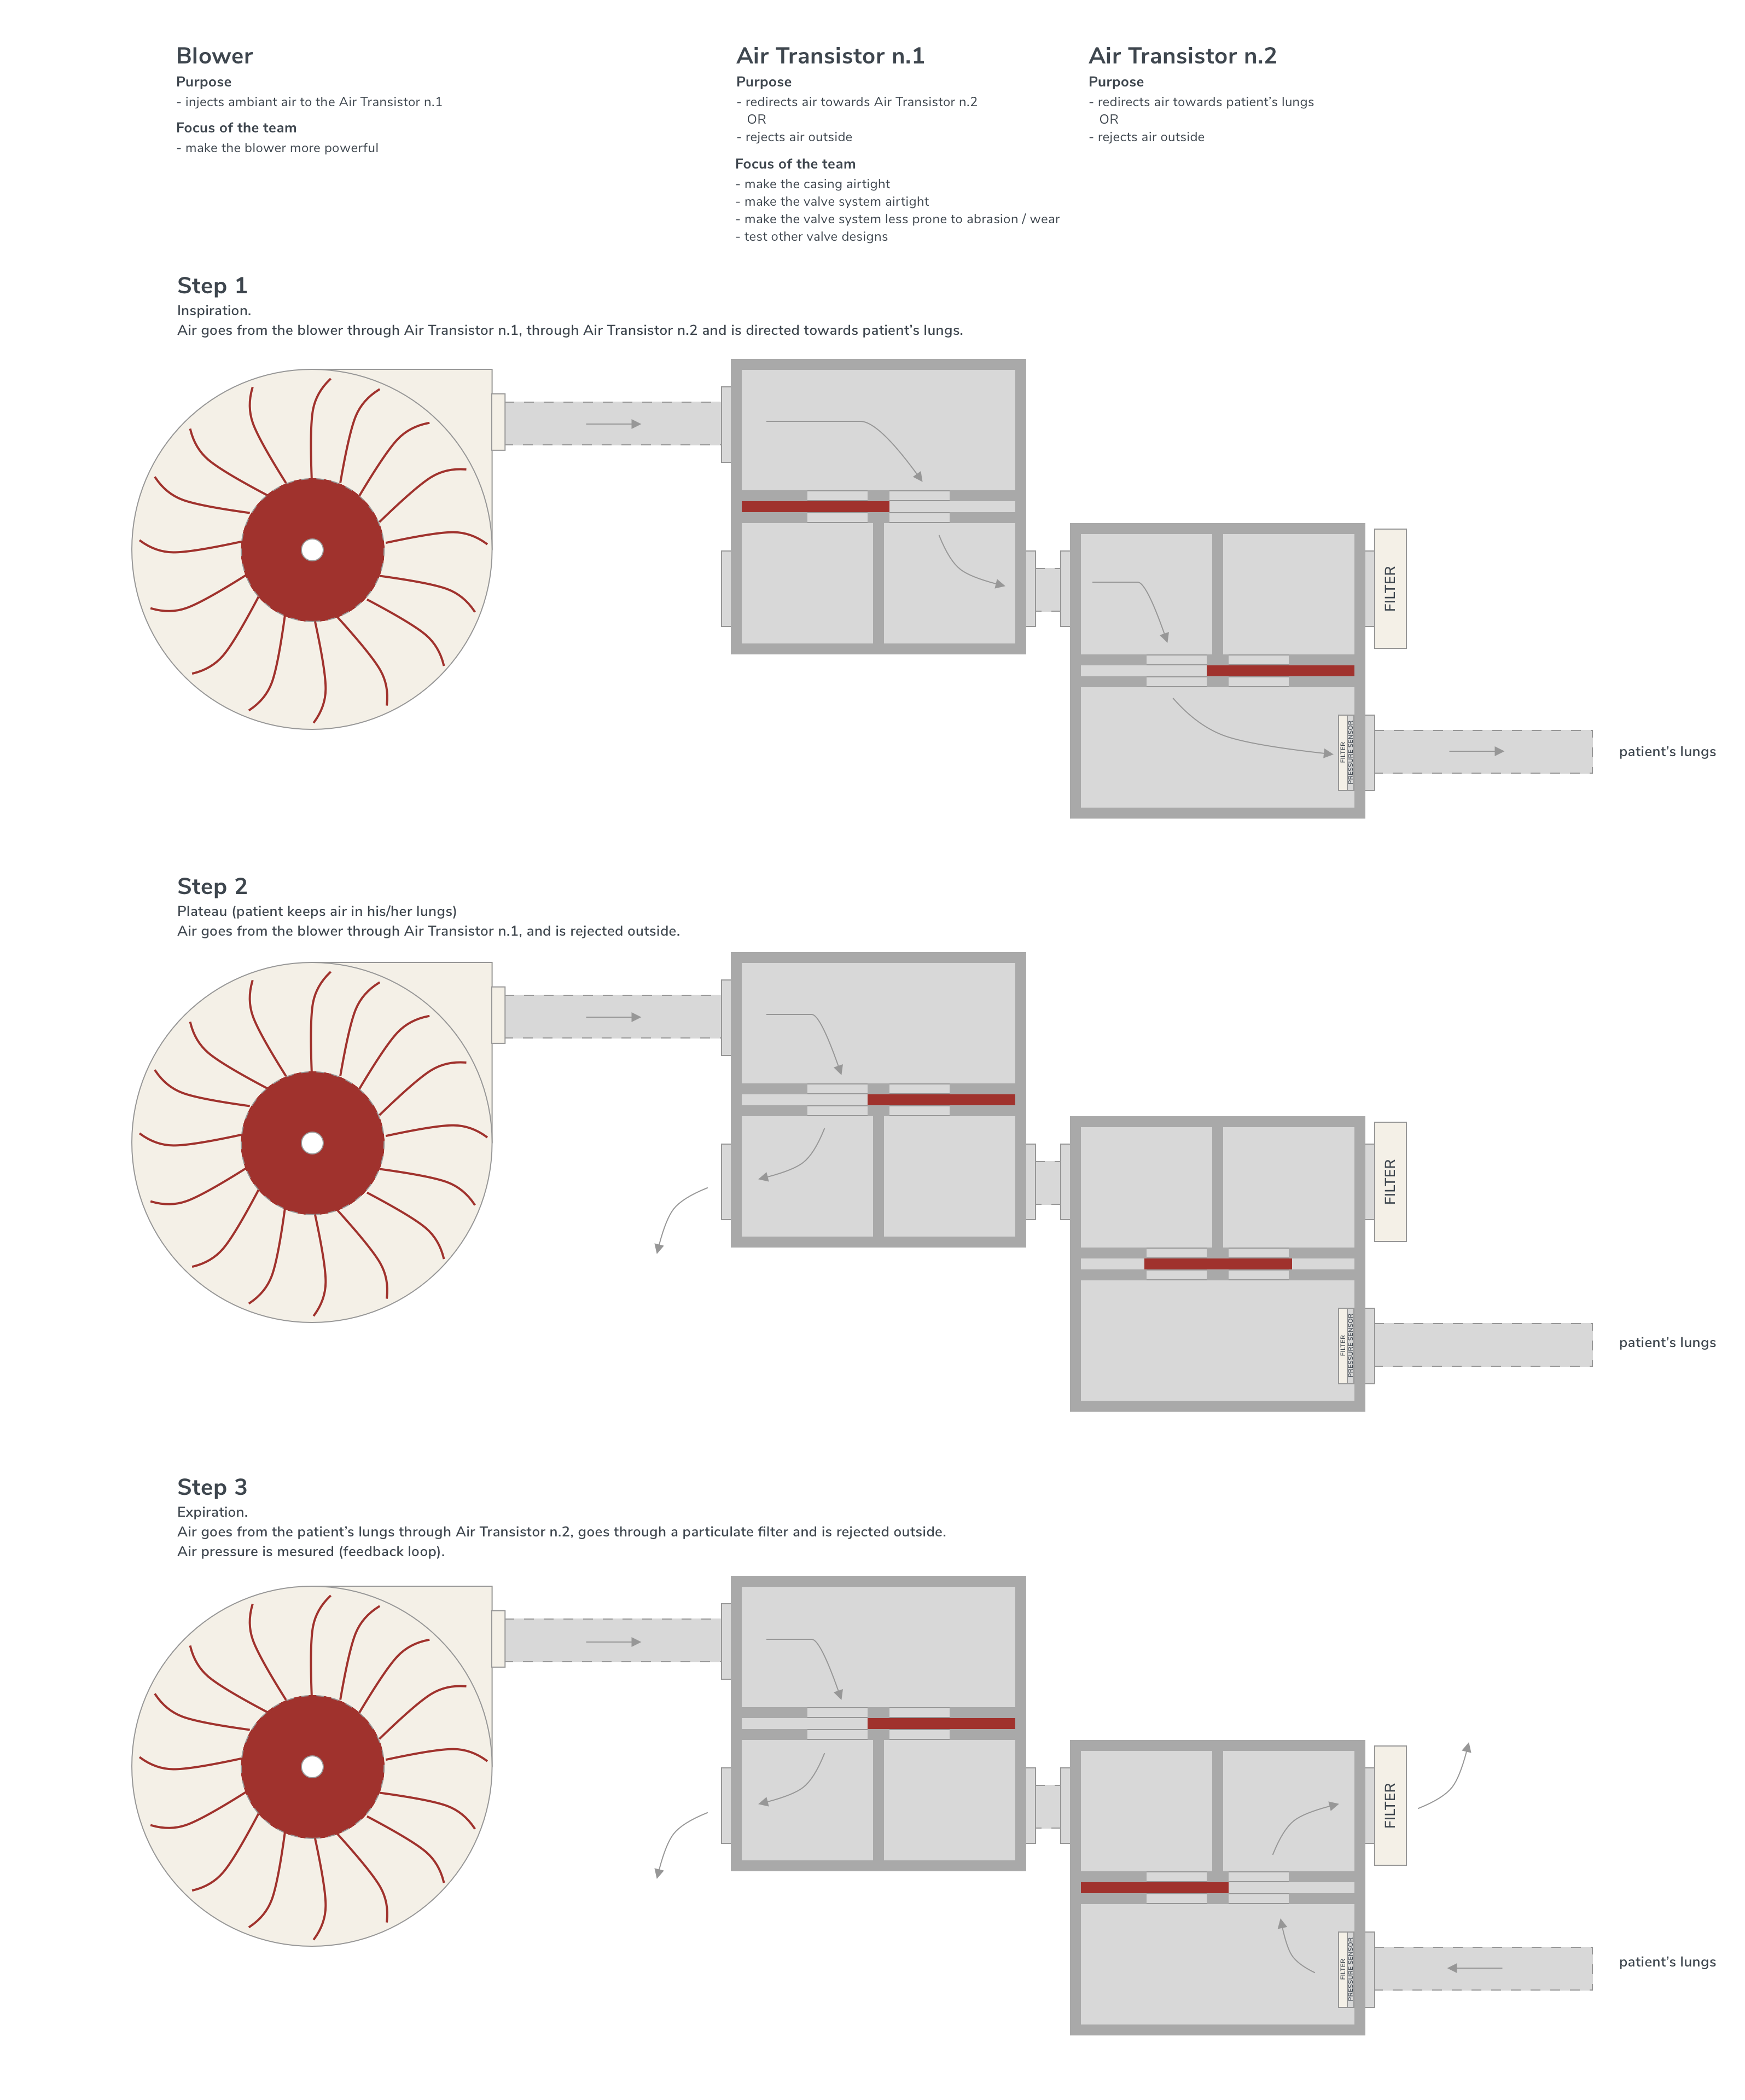 Blower
Purpose
- injects ambiant air to the Air Transistor n.1
Focus of the team
- make the blower more powerful
Air Transistor n.1
Purpose
- redirects air towards Air Transistor n.2
OR
- rejects air outside
Focus of the team
- make the casing airtight
- make the valve system airtight
- make the valve system less prone to abrasion / wear
- test other valve designs
Air Transistor n.2
Purpose
- redirects air towards patient's lungs
OR
- rejects air outside
Step 1
Inspiration.
Air goes from the blower through Air Transistor n.1, through Air Transistor n.2 and is directed towards patient's lungs.
FILTER
FILTER
PRESSURE SENSOR
patient's lungs
Step 2
Plateau (patient keeps air in his/her lungs)
Air goes from the blower through Air Transistor n.1, and is rejected outside.
FILTER
FILTER
PRESSURE SENSOR
patient's lungs
Step 3
Expiration.
Air goes from the patient's lungs through Air Transistor n.2, goes through a particulate filter and is rejected outside.
Air pressure is mesured (feedback loop).
FILTER
FILTER
PRESSURE SENSOR
patient's lungs